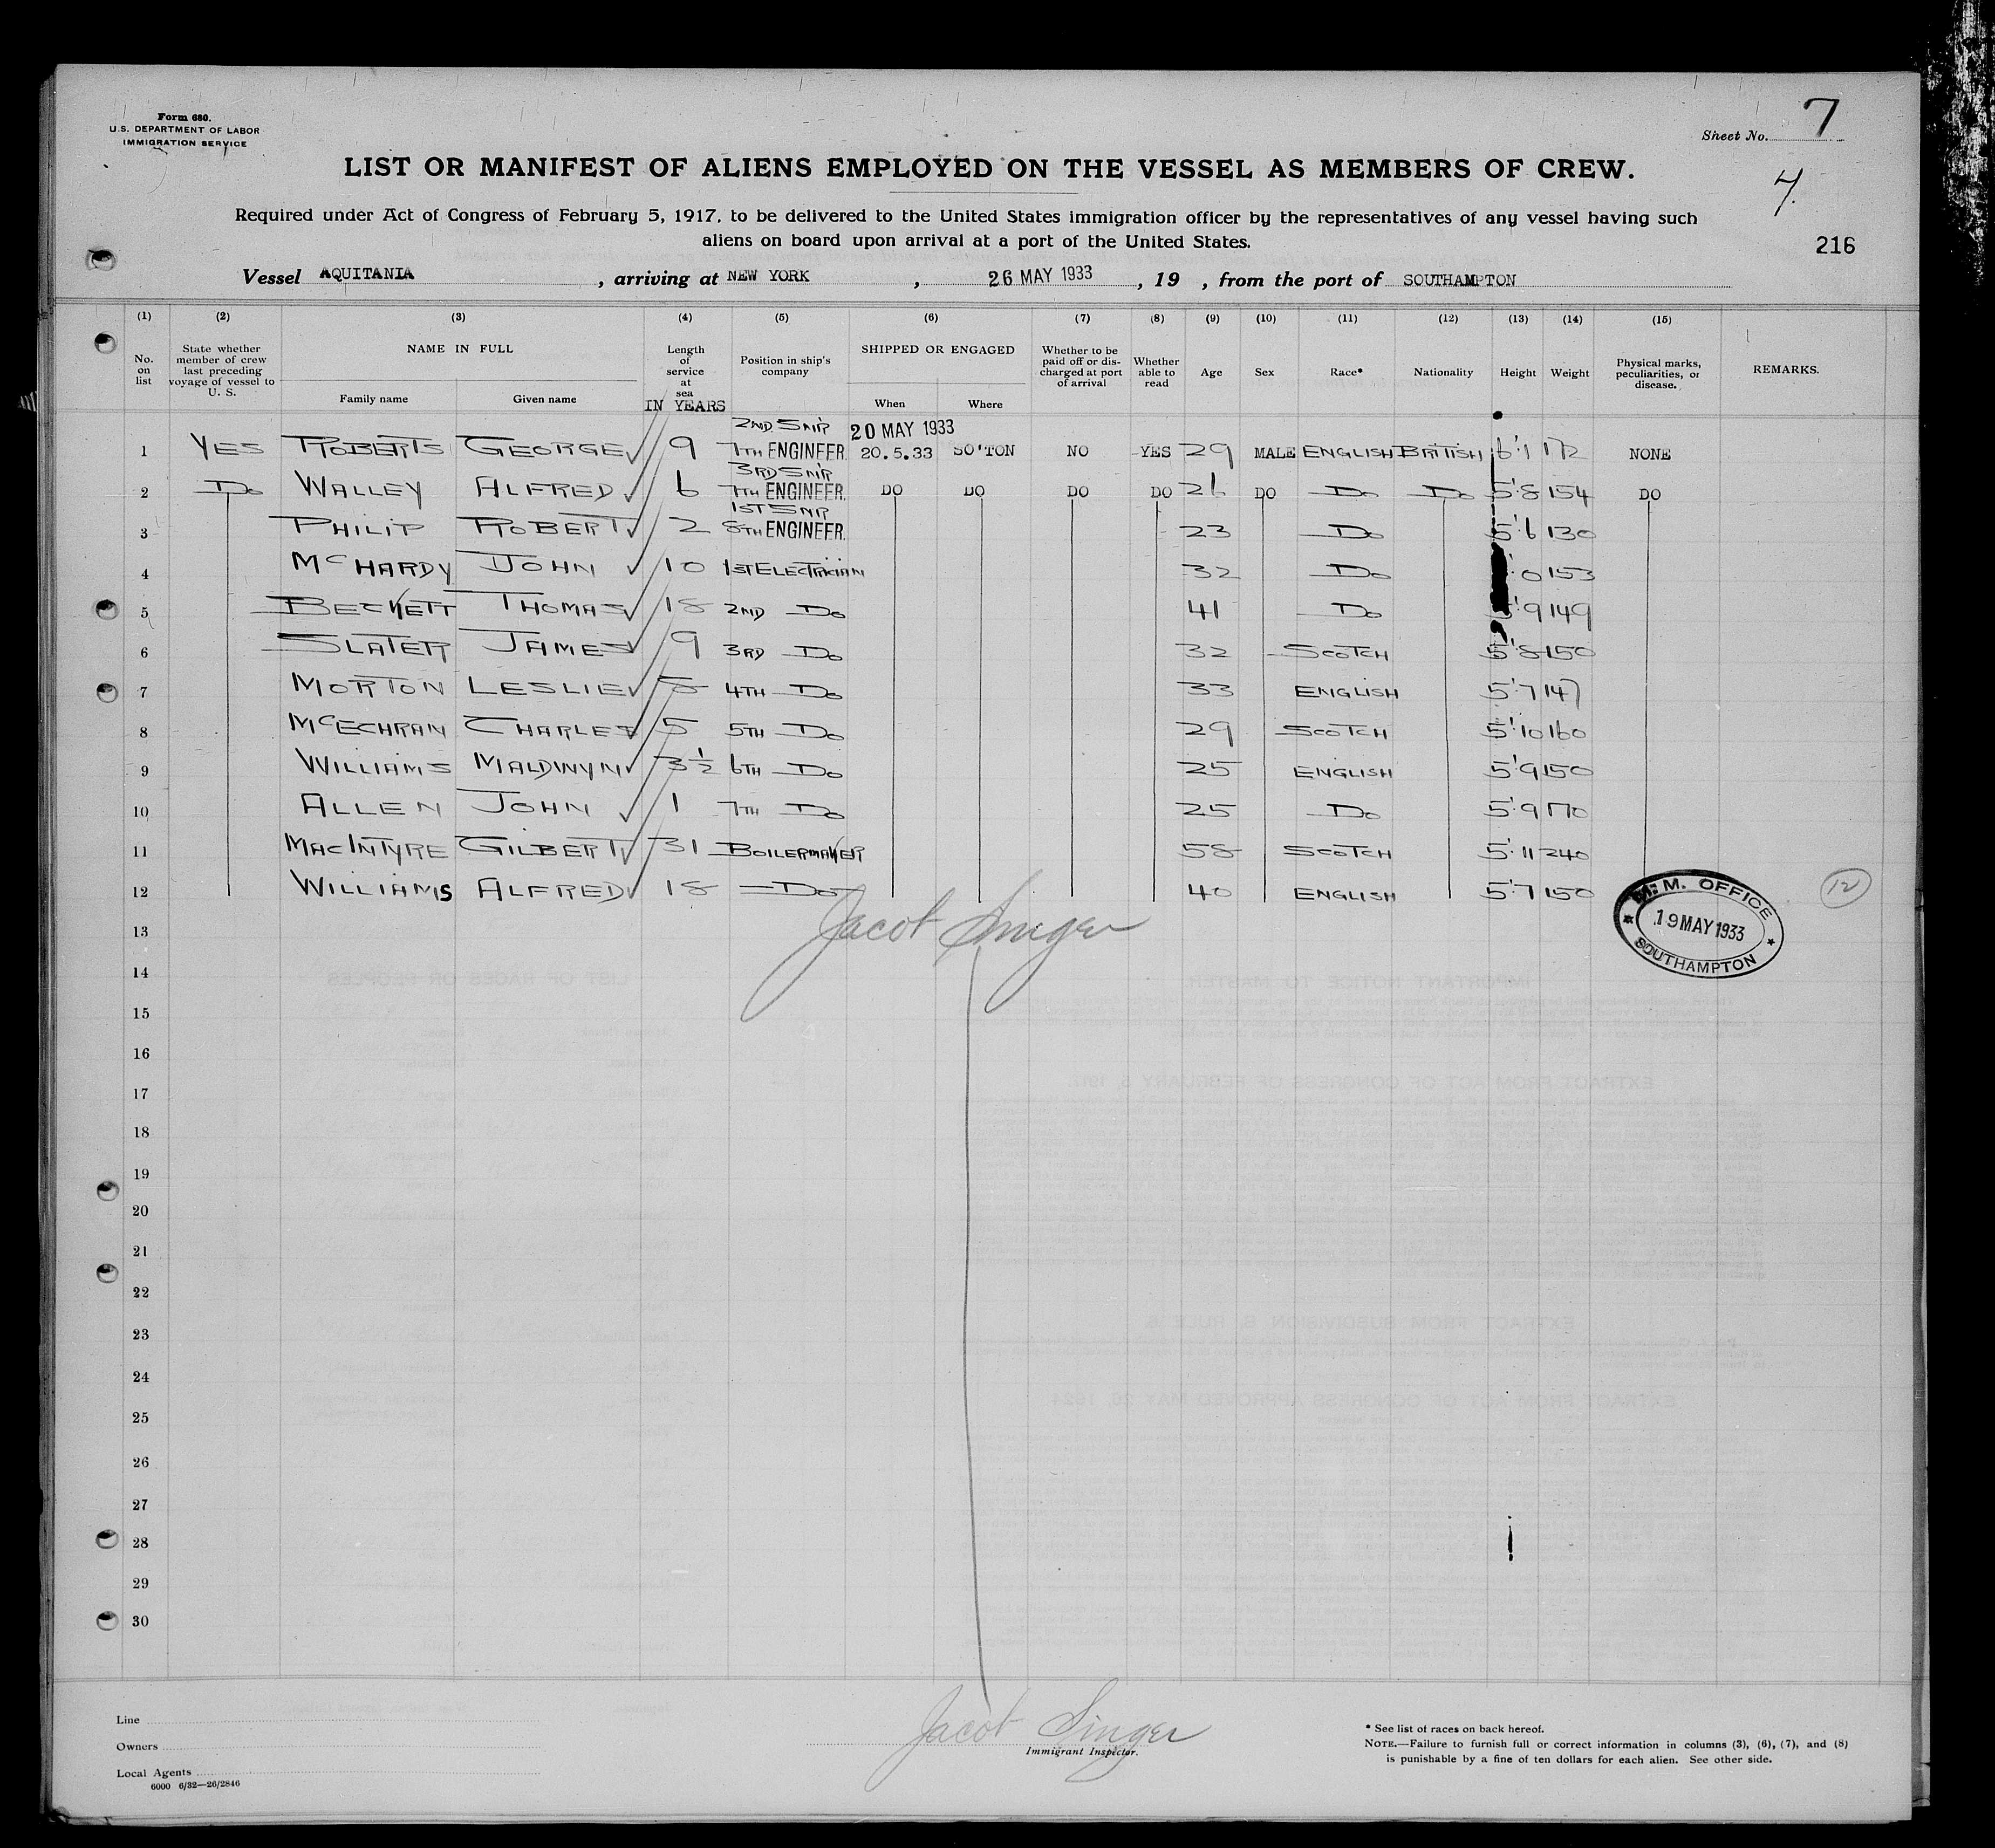 Form 680.
U.S. DEPARTMENT OF LABOR
IMMIGRATION SERVICE
Sheet No. 7
LIST OR MANIFEST OF ALIENS EMPLOYED ON THE VESSEL AS MEMBERS OF CREW.
Required under Act of Congress of February 5, 1917, to be delivered to the United States immigration officer by the representatives of any vessel having such
aliens on board upon arrival at a port of the United States.
216
Vessel AQUITANIA , arriving at NEW YORK , 26 MAY 1933 , 19 , from the port of SOUTHAMPTON
(1) (2) (3) (4) (5) (6) (7) (8) (9) (10) (11) (12) (13) (14) (15)
No. on list State whether member of crew last preceding voyage of vessel to U. S. NAME IN FULL Family name Given name Length of service at sea IN YEARS Position in ship's company SHIPPED OR ENGAGED When Where Whether to be paid off or discharged at port of arrival Whether able to read Age Sex Race* Nationality Height Weight Physical marks, peculiarities, or disease. REMARKS.
2ND SNR 20 MAY 1933
1 YES ROBERTS GEORGE 9 7TH ENGINEER. 20.5.33 SO'TON NO YES 29 MALE ENGLISH BRITISH 6'1 172 NONE
3RD SNR
2 Do WALLEY ALFRED 6 7TH ENGINEER. DO DO DO DO 26 DO Do Do 5'8 154 DO
1ST SNR
3 PHILIP ROBERT 2 8TH ENGINEER. 23 Do 5'6 130
4 McHARDY JOHN 10 1ST ELECTRICIAN 32 Do '0 153
5 BECKETT THOMAS 18 2ND Do 41 Do 5'9 149
6 SLATER JAMES 9 3RD Do 32 SCOTCH 5'8 150
7 MORTON LESLIE 8 4TH Do 33 ENGLISH 5'7 147
8 McECHRAN CHARLES 5 5TH Do 29 SCOTCH 5'10 160
9 WILLIAMS MALDWYN 3½ 6TH Do 25 ENGLISH 5'9 150
10 ALLEN JOHN 1 7TH Do 25 Do 5'9 170
11 MACINTYRE GILBERT 31 BOILERMAKER 58 SCOTCH 5'11 240
12 WILLIAMS ALFRED 18 Do 40 ENGLISH 5'7 150
12
M. M. OFFICE
19 MAY 1933
SOUTHAMPTON
Jacob Singer
13
14
15
16
17
18
19
20
21
22
23
24
25
26
27
28
29
30
Line
Owners
Local Agents
6000 6/32—26/2846
Jacob Singer
Immigrant Inspector.
* See list of races on back hereof.
NOTE.—Failure to furnish full or correct information in columns (3), (6), (7), and (8)
is punishable by a fine of ten dollars for each alien. See other side.